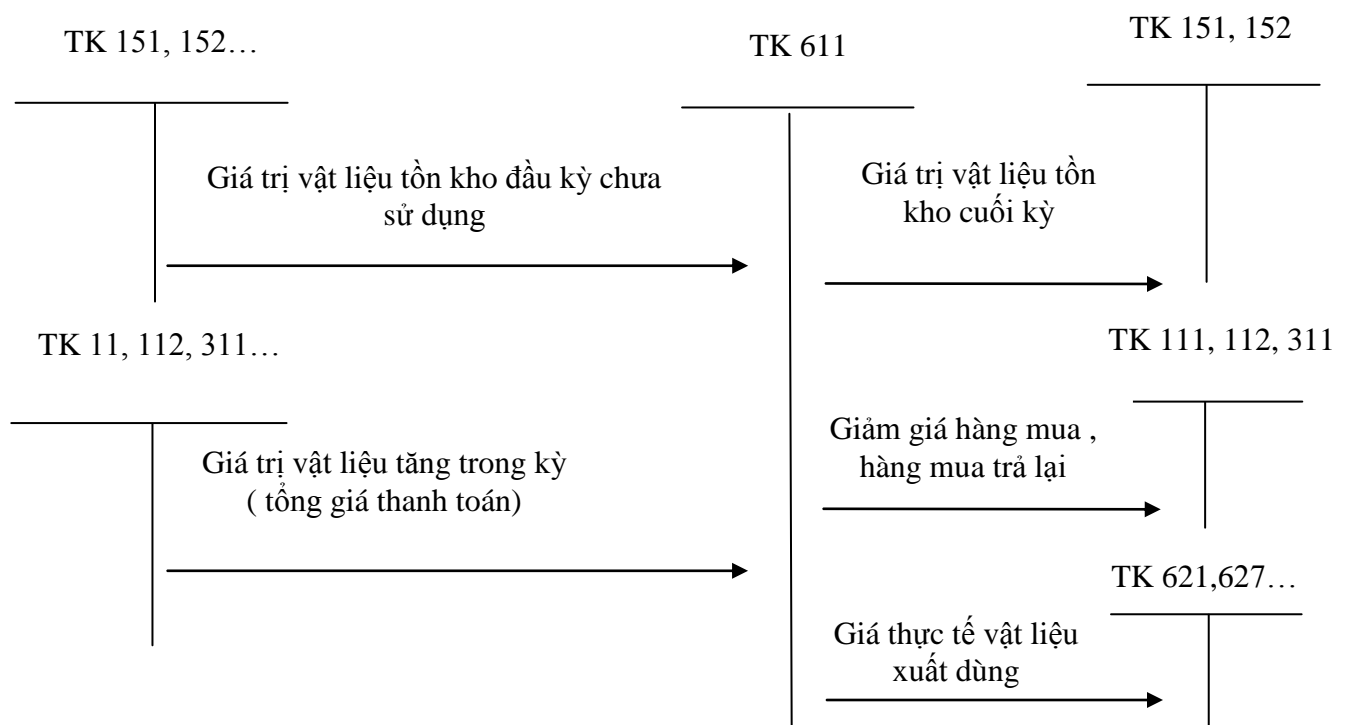 TK 151, 152…
TK 611
TK 151, 152
Giá trị vật liệu tồn kho đầu kỳ chưa
sử dụng
Giá trị vật liệu tồn
kho cuối kỳ
TK 11, 112, 311…
TK 111, 112, 311
Giá trị vật liệu tăng trong kỳ
( tổng giá thanh toán)
Giảm giá hàng mua ,
hàng mua trả lại
TK 621,627…
Giá thực tế vật liệu
xuất dùng